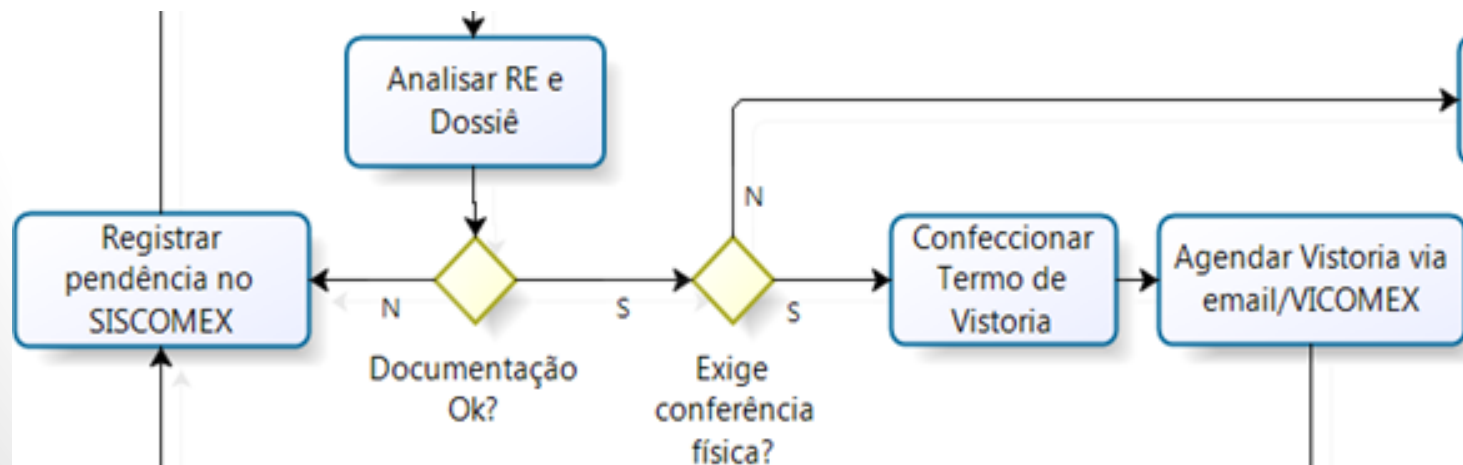 Analisar RE e
Dossiê
Registrar
pendência no
SISCOMEX
N
Documentação
Ok?
S
Exige
conferência
física?
N
S
Confeccionar
Termo de
Vistoria
Agendar Vistoria via
email/VICOMEX